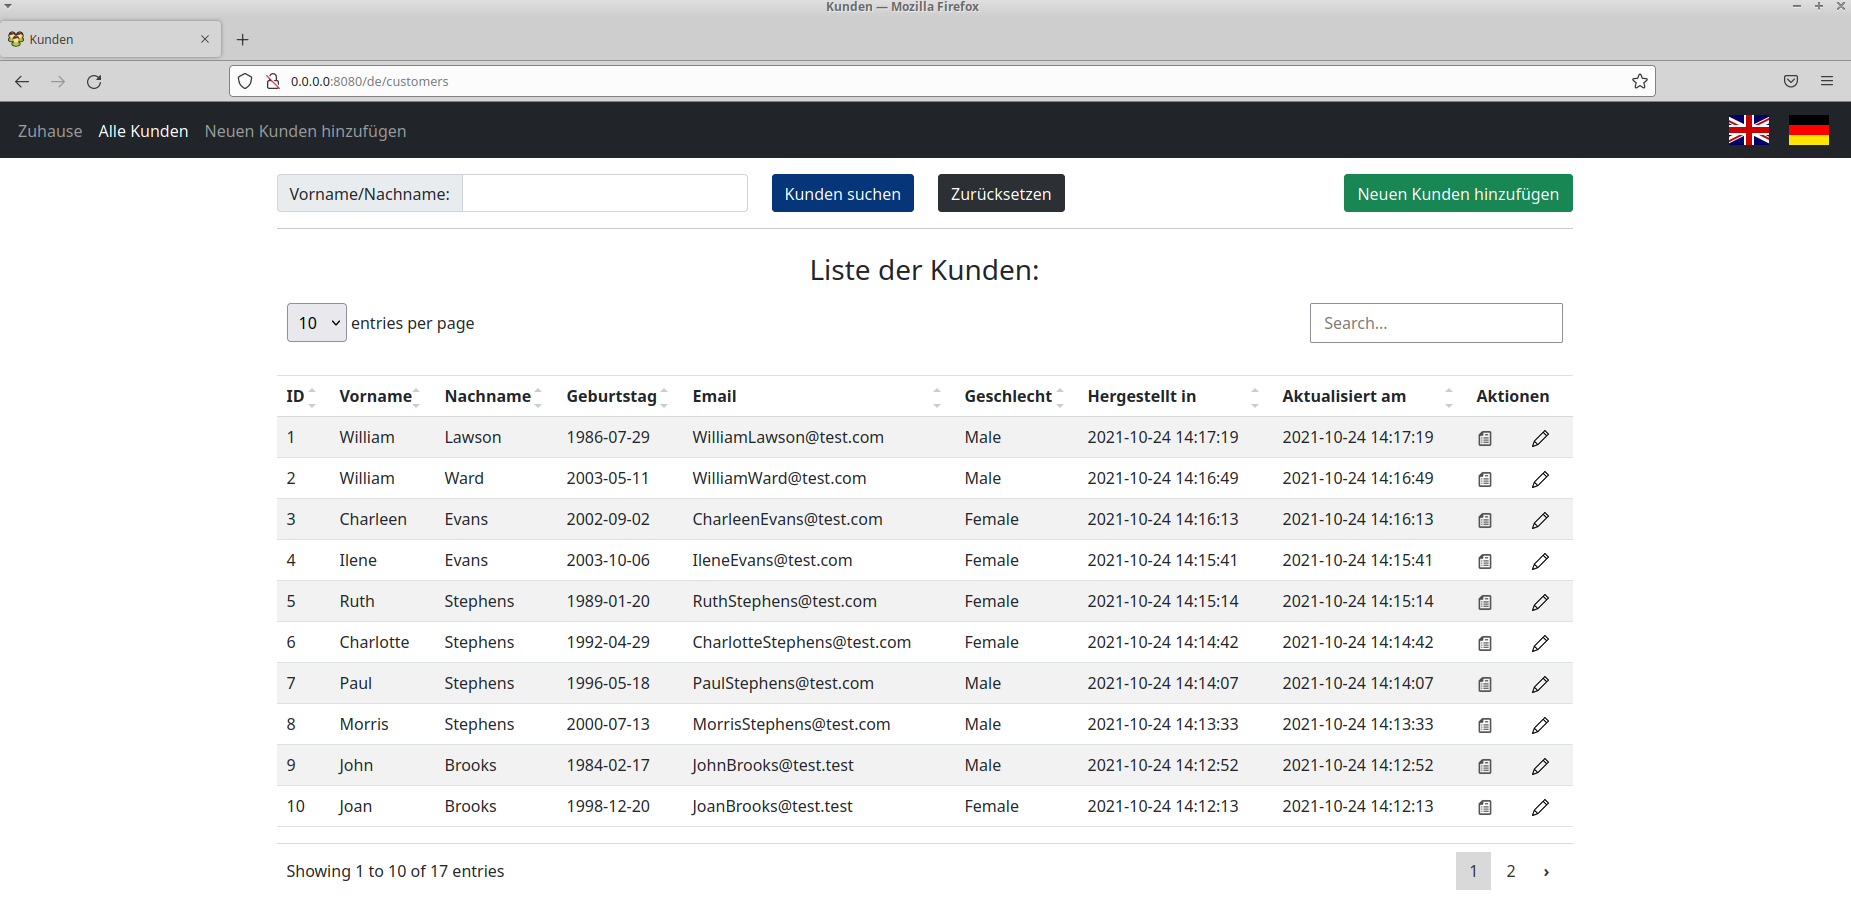 Kunden — Mozilla Firefox
Kunden
0.0.0.0:8080/de/customers
Zuhause Alle Kunden Neuen Kunden hinzufügen
Vorname/Nachname: Kunden suchen Zurücksetzen Neuen Kunden hinzufügen
Liste der Kunden:
10 entries per page Search...
ID Vorname Nachname Geburtstag Email Geschlecht Hergestellt in Aktualisiert am Aktionen
1 William Lawson 1986-07-29 WilliamLawson@test.com Male 2021-10-24 14:17:19 2021-10-24 14:17:19
2 William Ward 2003-05-11 WilliamWard@test.com Male 2021-10-24 14:16:49 2021-10-24 14:16:49
3 Charleen Evans 2002-09-02 CharleenEvans@test.com Female 2021-10-24 14:16:13 2021-10-24 14:16:13
4 Ilene Evans 2003-10-06 IleneEvans@test.com Female 2021-10-24 14:15:41 2021-10-24 14:15:41
5 Ruth Stephens 1989-01-20 RuthStephens@test.com Female 2021-10-24 14:15:14 2021-10-24 14:15:14
6 Charlotte Stephens 1992-04-29 CharlotteStephens@test.com Female 2021-10-24 14:14:42 2021-10-24 14:14:42
7 Paul Stephens 1996-05-18 PaulStephens@test.com Male 2021-10-24 14:14:07 2021-10-24 14:14:07
8 Morris Stephens 2000-07-13 MorrisStephens@test.com Male 2021-10-24 14:13:33 2021-10-24 14:13:33
9 John Brooks 1984-02-17 JohnBrooks@test.test Male 2021-10-24 14:12:52 2021-10-24 14:12:52
10 Joan Brooks 1998-12-20 JoanBrooks@test.test Female 2021-10-24 14:12:13 2021-10-24 14:12:13
Showing 1 to 10 of 17 entries 1 2 ›